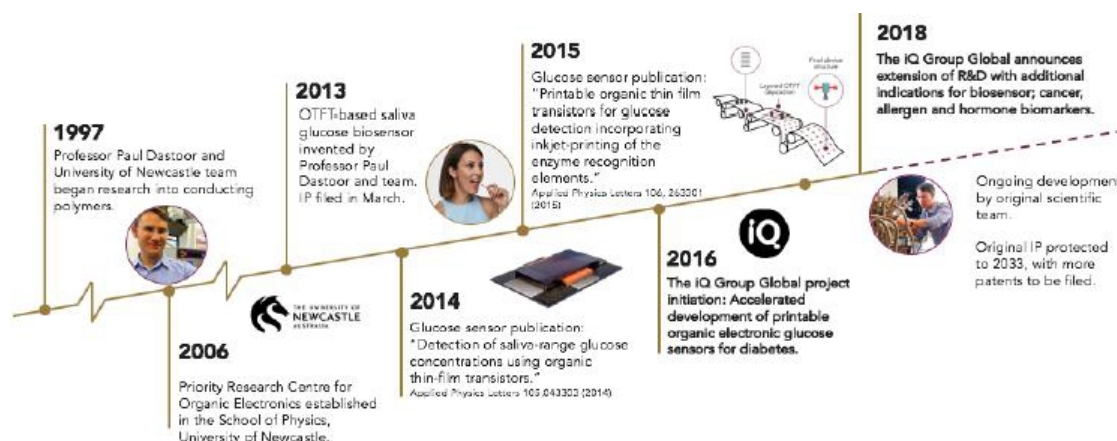 1997
Professor Paul Dastoor and
University of Newcastle team
began research into conducting
polymers.
2006
Priority Research Centre for
Organic Electronics established
in the School of Physics,
University of Newcastle.
THE UNIVERSITY OF
NEWCASTLE
AUSTRALIA
2013
OTFT-based saliva
glucose biosensor
invented by
Professor Paul
Dastoor and team.
IP filed in March.
2014
Glucose sensor publication:
"Detection of saliva-range glucose
concentrations using organic
thin-film transistors."
Applied Physics Letters 105,043303 (2014)
2015
Glucose sensor publication:
"Printable organic thin film
transistors for glucose
detection incorporating
inkjet-printing of the
enzyme recognition
elements."
Applied Physics Letters 106, 263301
(2015)
Layered OTFT
deposition
Final device
structure
iQ
2016
The iQ Group Global project
initiation: Accelerated
development of printable
organic electronic glucose
sensors for diabetes.
2018
The iQ Group Global announces
extension of R&D with additional
indications for biosensor; cancer,
allergen and hormone biomarkers.
Ongoing development
by original scientific
team.
Original IP protected
to 2033, with more
patents to be filed.